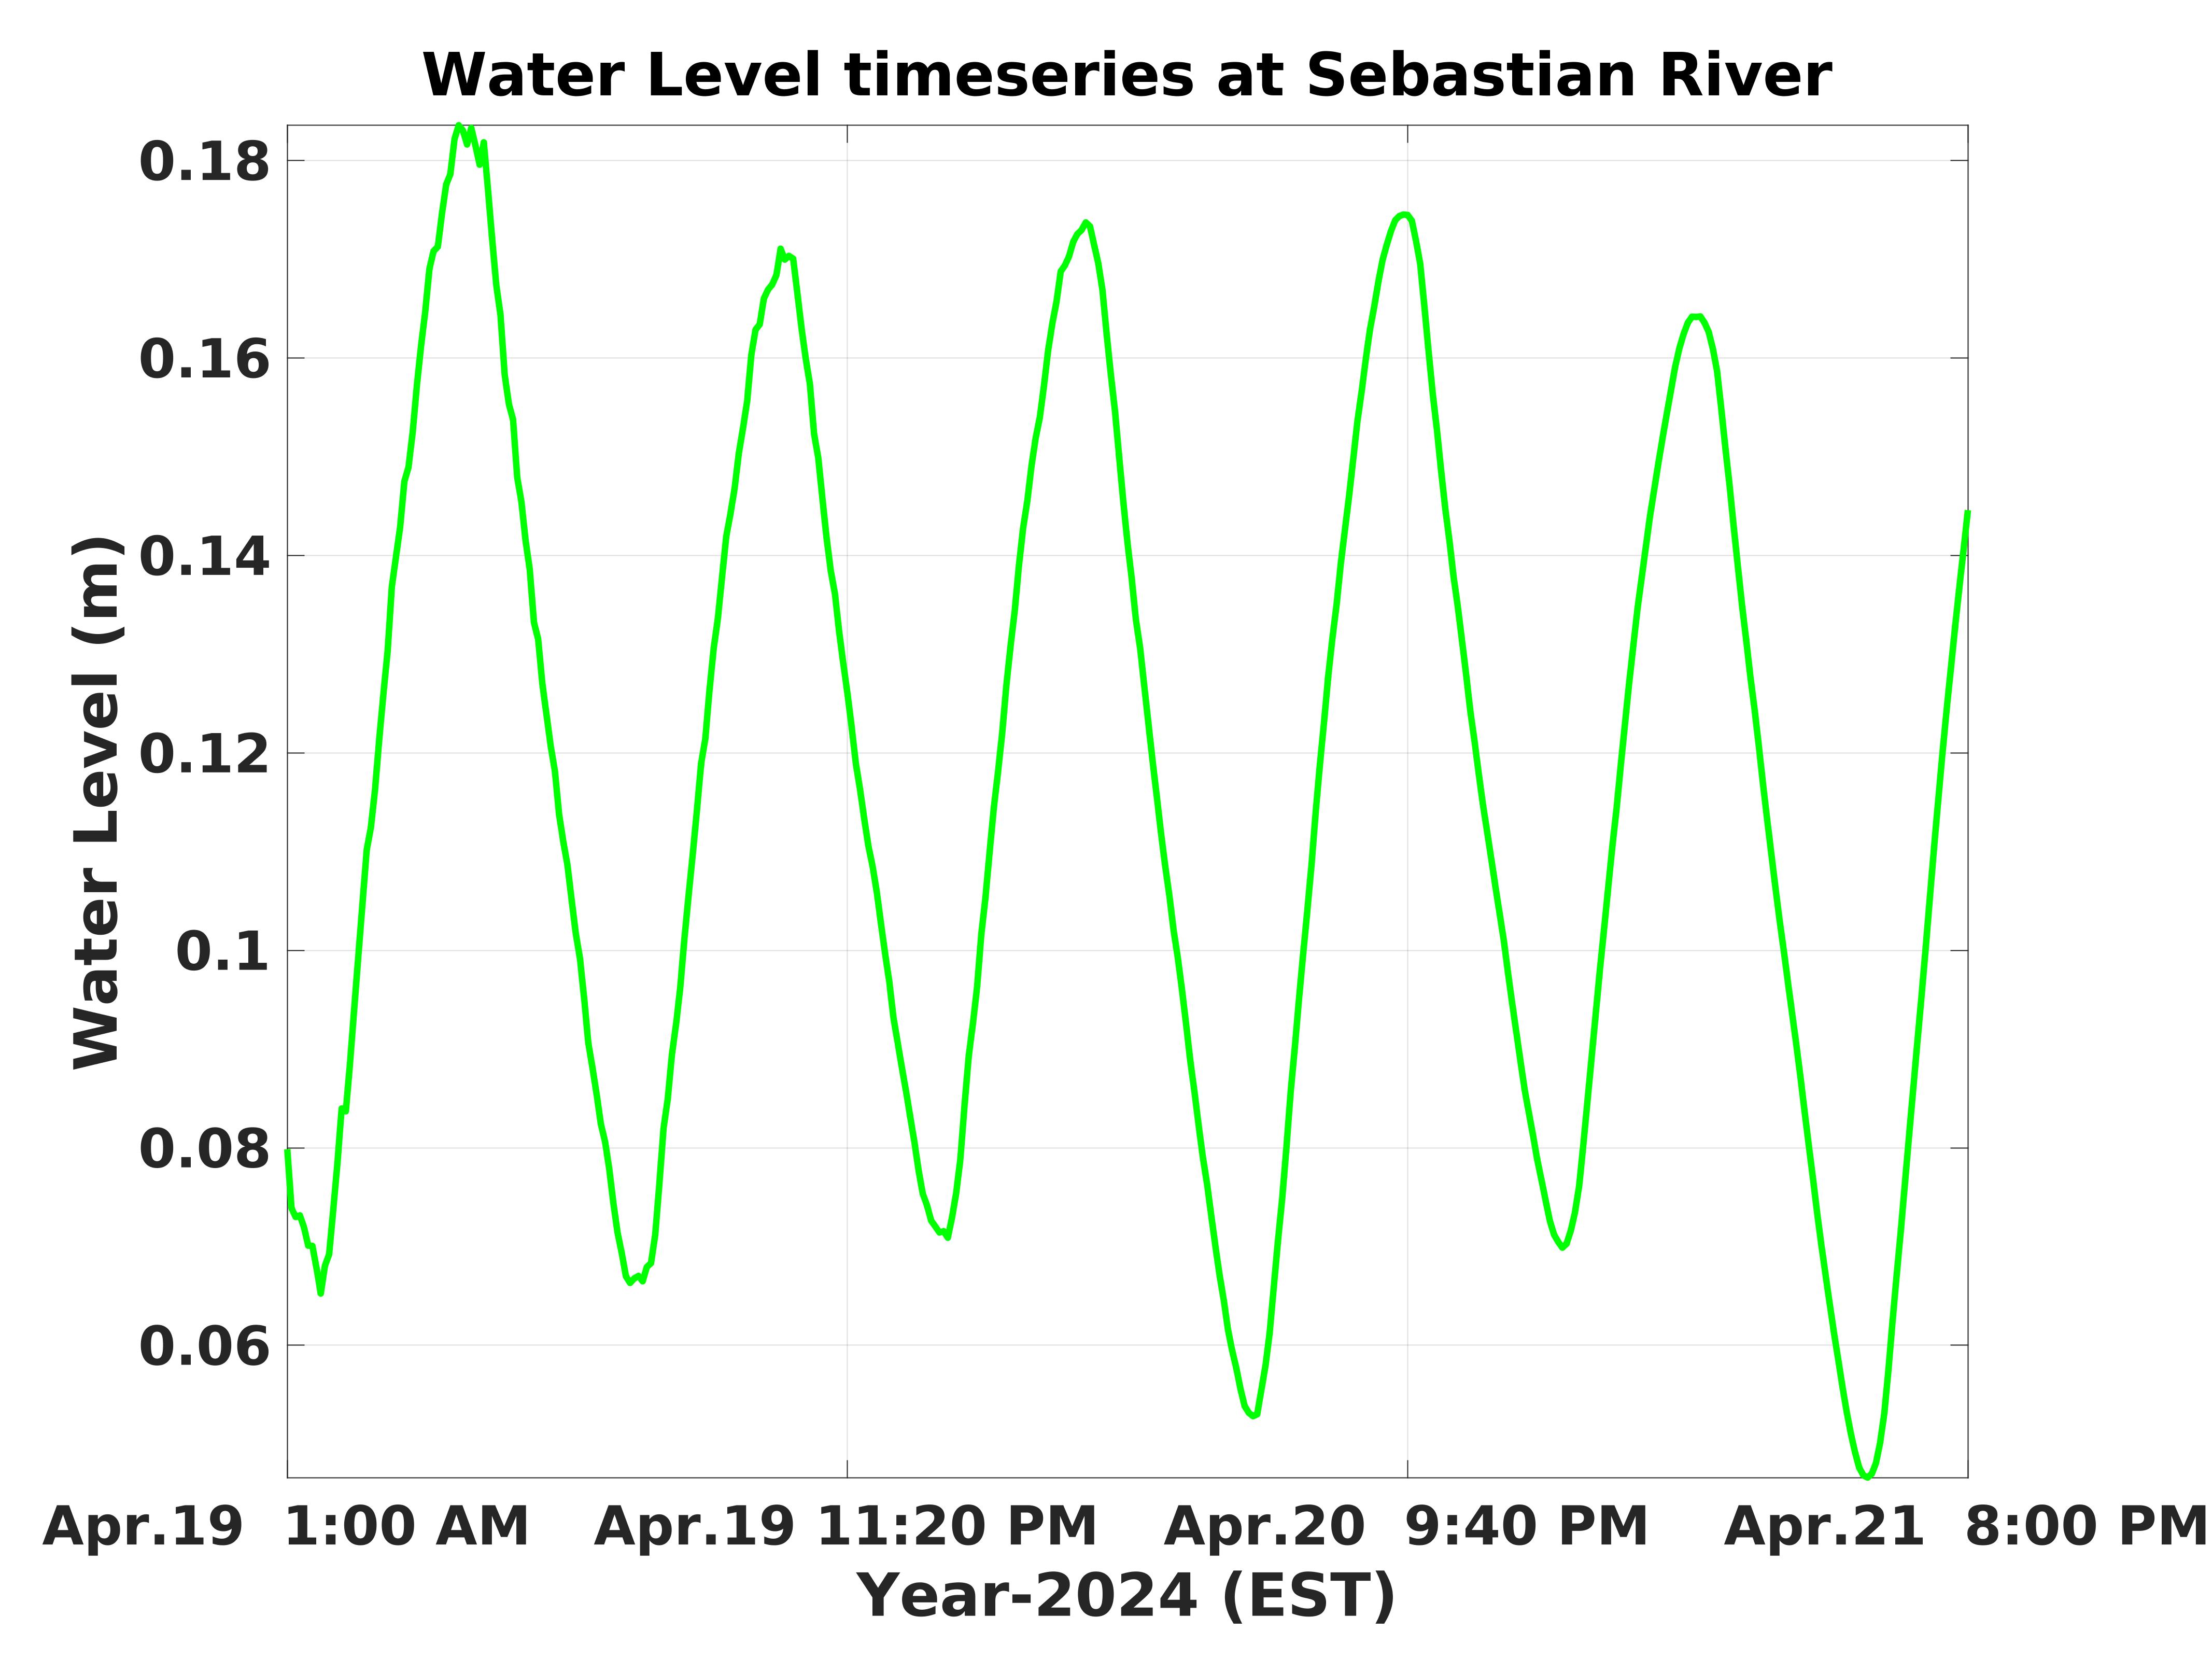 Water Level timeseries at Sebastian River
Water Level (m)
0.18
0.16
0.14
0.12
0.1
0.08
0.06
Apr.19 1:00 AM Apr.19 11:20 PM Apr.20 9:40 PM Apr.21 8:00 PM
Year-2024 (EST)